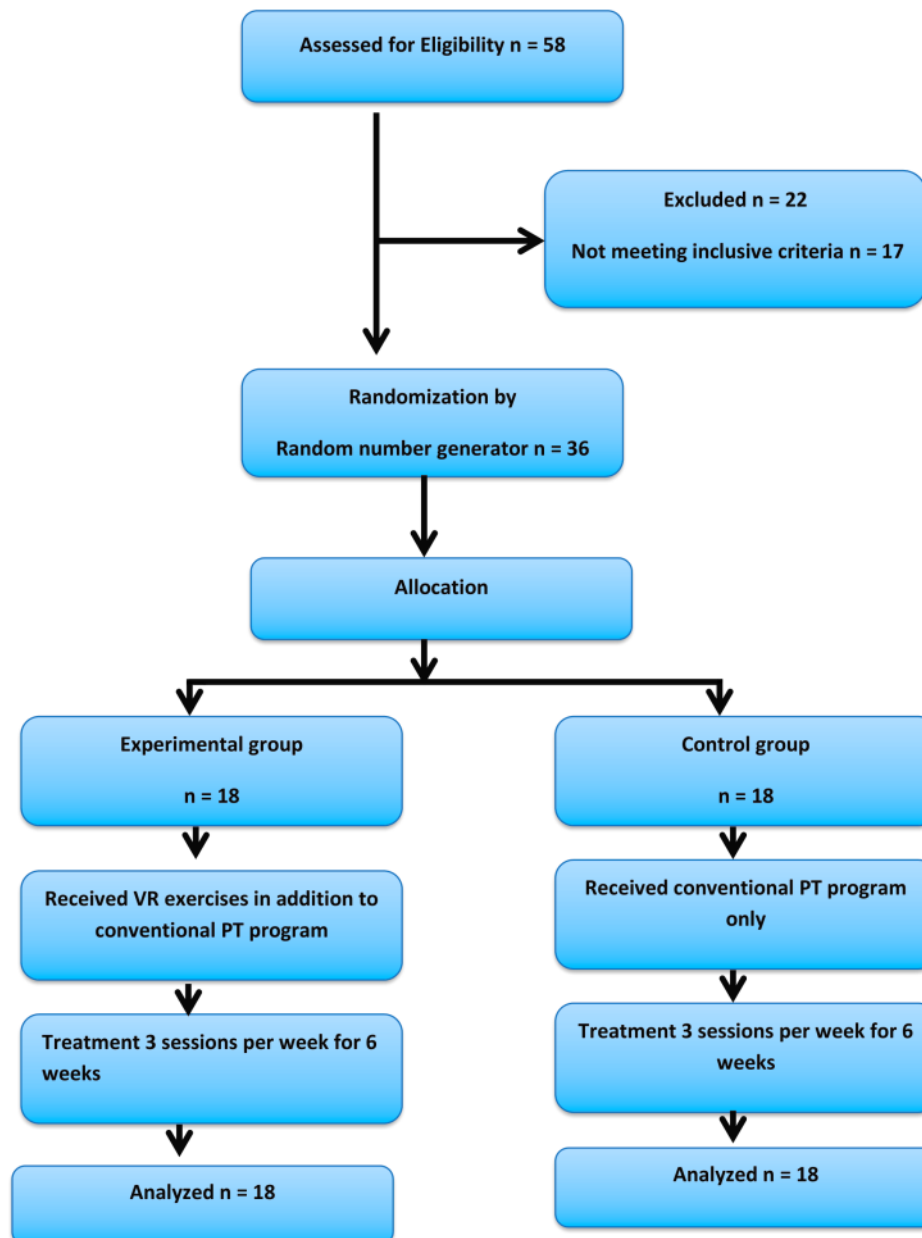 Assessed for Eligibility n = 58
Excluded n = 22
Not meeting inclusive criteria n = 17
Randomization by
Random number generator n = 36
Allocation
Experimental group
n = 18
Control group
n = 18
Received VR exercises in addition to
conventional PT program
Received conventional PT program
only
Treatment 3 sessions per week for 6
weeks
Treatment 3 sessions per week for 6
weeks
Analyzed n = 18
Analyzed n = 18